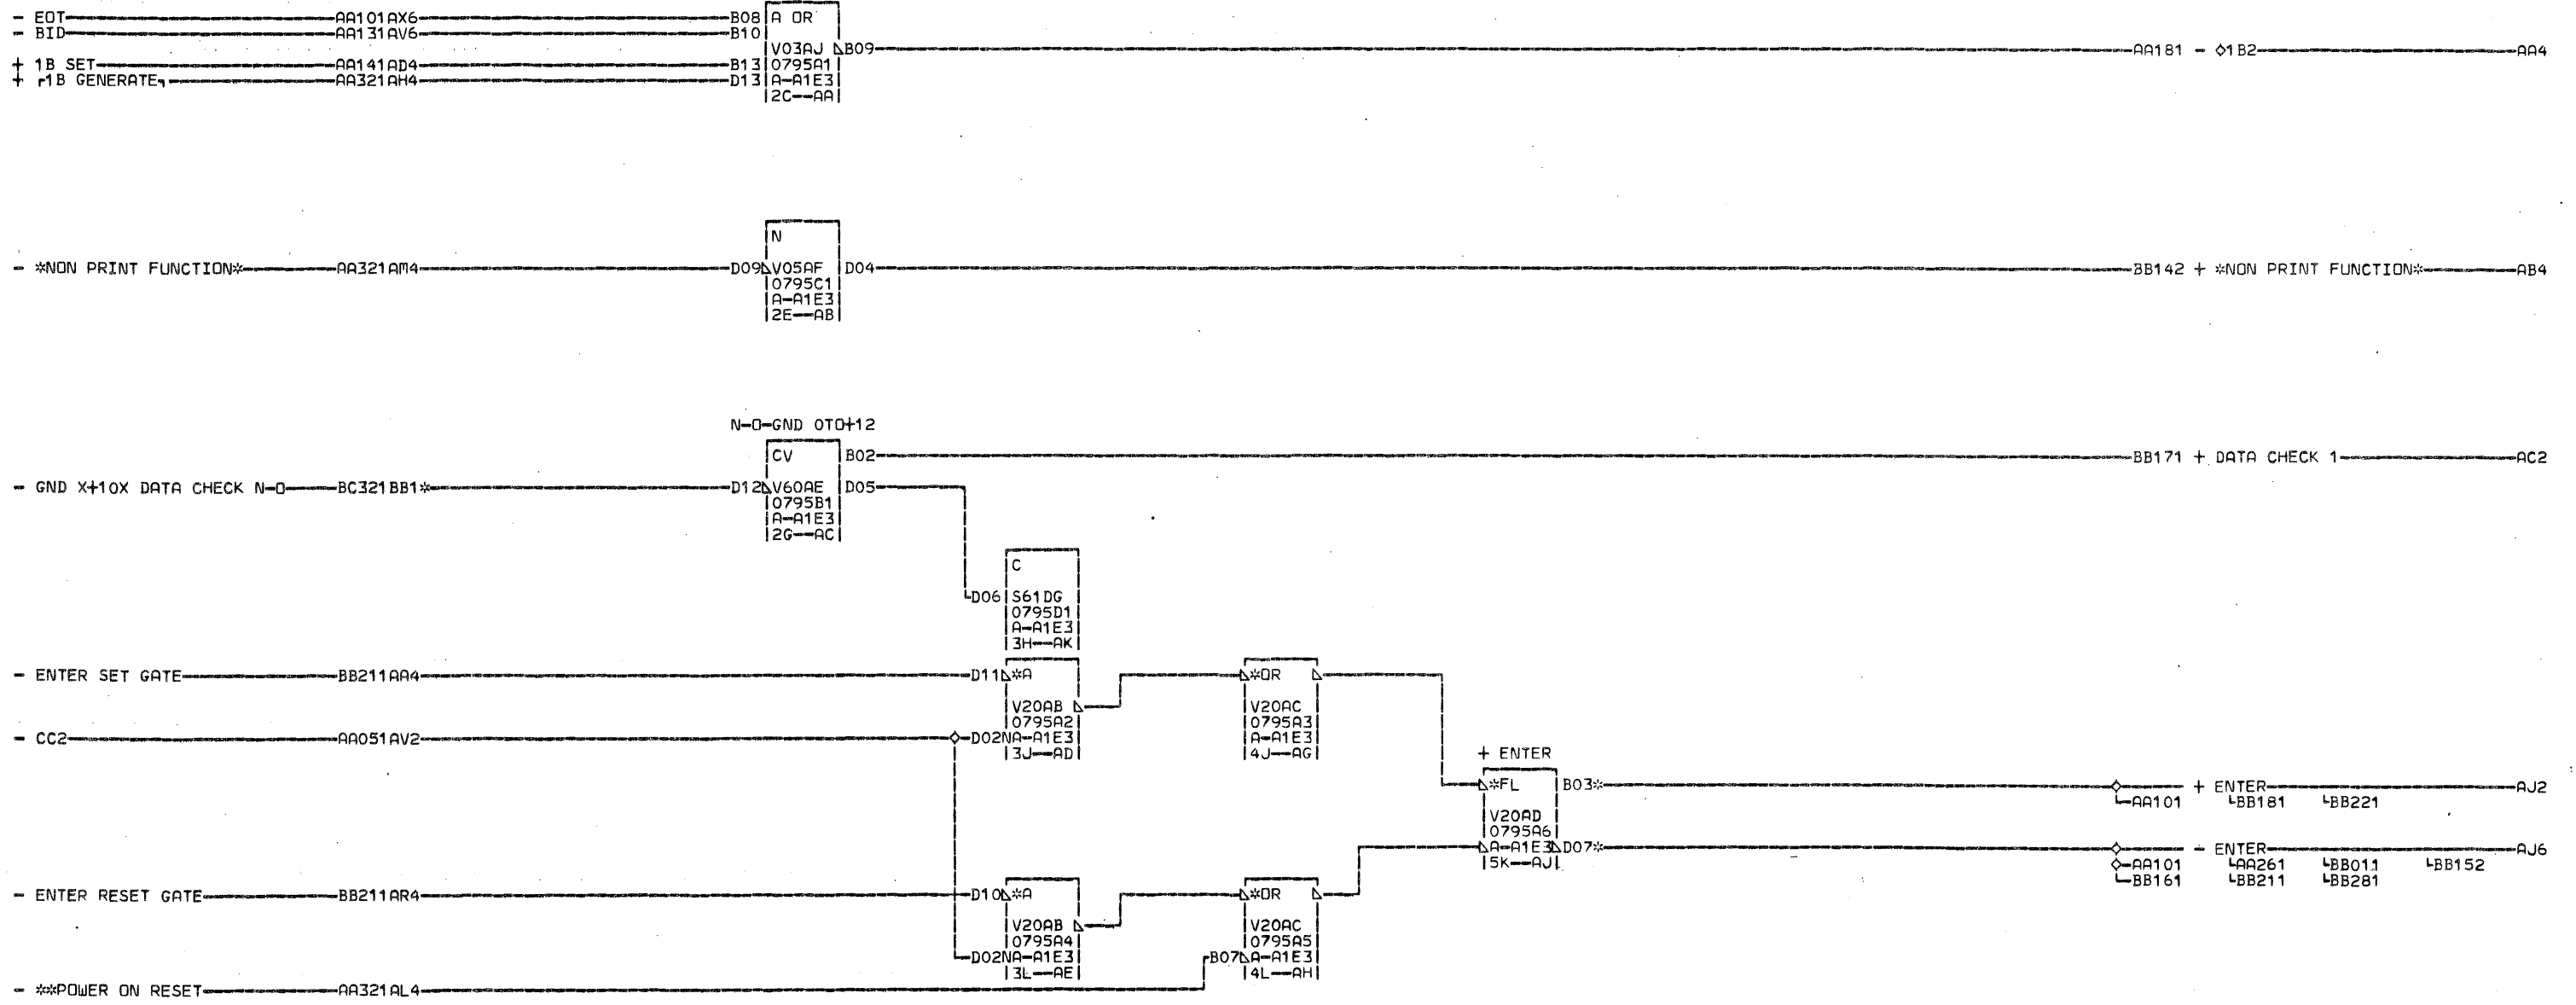 - EOT AA101AX6 B08 A OR
- BID AA131AV6 B10
V03AJ B09 AA181 - ◇1B2 AA4
+ 1B SET AA141AD4 B13 0795A1
+ ┌1B GENERATE┐ AA321AH4 D13 A-A1E3
2C--AA
N
- *NON PRINT FUNCTION* AA321AM4 D09 V05AF D04 BB142 + *NON PRINT FUNCTION* AB4
0795C1
A-A1E3
2E--AB
N-O-GND OTO+12
CV B02 BB171 + DATA CHECK 1 AC2
- GND X+10X DATA CHECK N-O BC321BB1* D12 V60AE D05
0795B1
A-A1E3
2G--AC
C
D06 S61DG
0795D1
A-A1E3
3H--AK
- ENTER SET GATE BB211AA4 D11 *A *OR
V20AB V20AC
0795A2 0795A3
- CC2 AA051AV2 D02NA-A1E3 A-A1E3
3J--AD 4J--AG
+ ENTER
*FL B03* + ENTER AJ2
AA101 BB181 BB221
V20AD
0795A6
A-A1E3 D07* - ENTER AJ6
5K--AJ AA101 AA261 BB011 BB152
BB161 BB211 BB281
- ENTER RESET GATE BB211AR4 D10 *A *OR
V20AB V20AC
0795A4 0795A5
D02NA-A1E3 B07 A-A1E3
3L--AE 4L--AH
- **POWER ON RESET AA321AL4